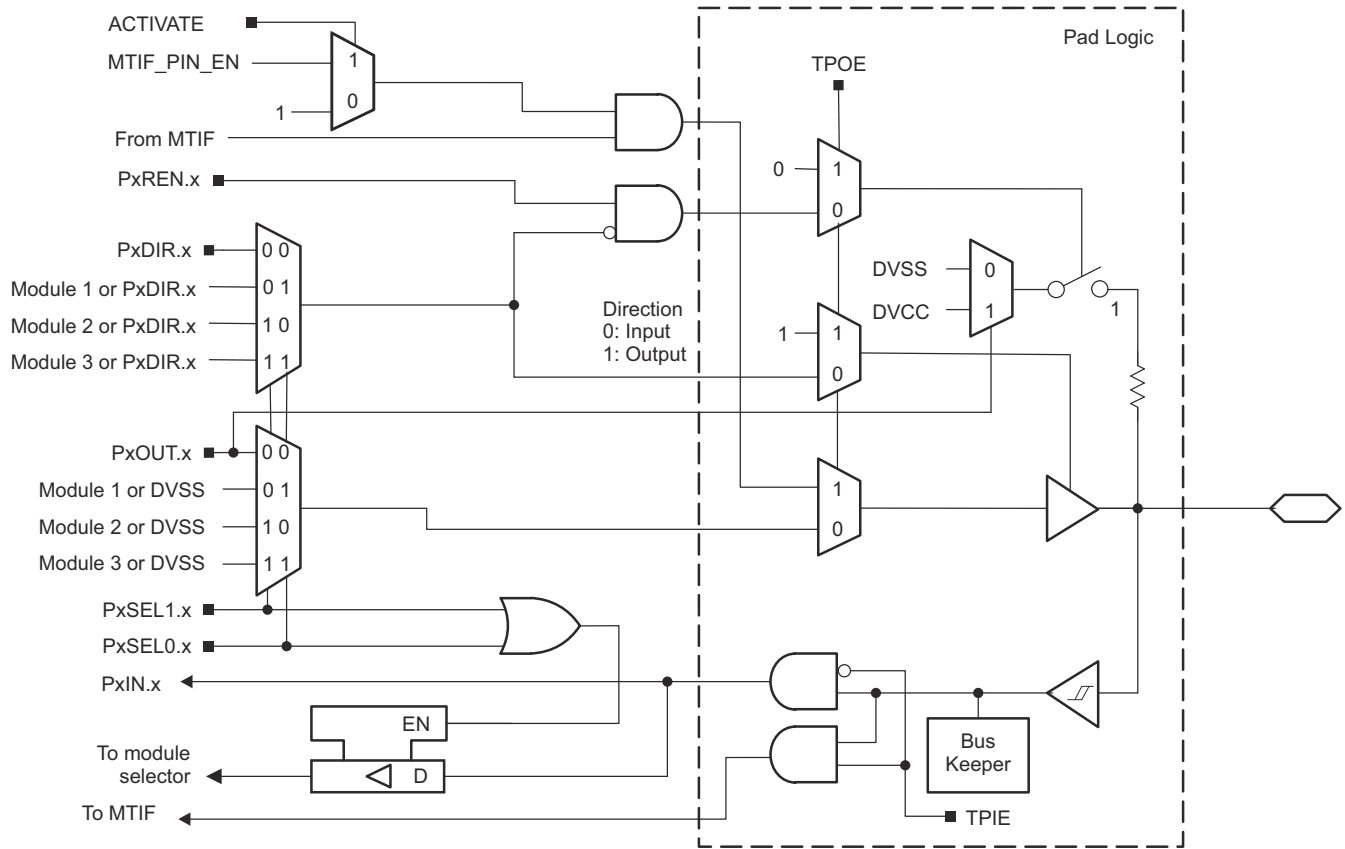 ACTIVATE
Pad Logic
MTIF_PIN_EN
1
0
1
TPOE
From MTIF
PxREN.x
0
1
0
PxDIR.x
0 0
Module 1 or PxDIR.x
0 1
Module 2 or PxDIR.x
1 0
Module 3 or PxDIR.x
1 1
Direction
0: Input
1: Output
DVSS
0
DVCC
1
1
1
1
0
PxOUT.x
0 0
Module 1 or DVSS
0 1
Module 2 or DVSS
1 0
Module 3 or DVSS
1 1
1
0
PxSEL1.x
PxSEL0.x
PxIN.x
EN
D
To module
selector
To MTIF
Bus
Keeper
TPIE